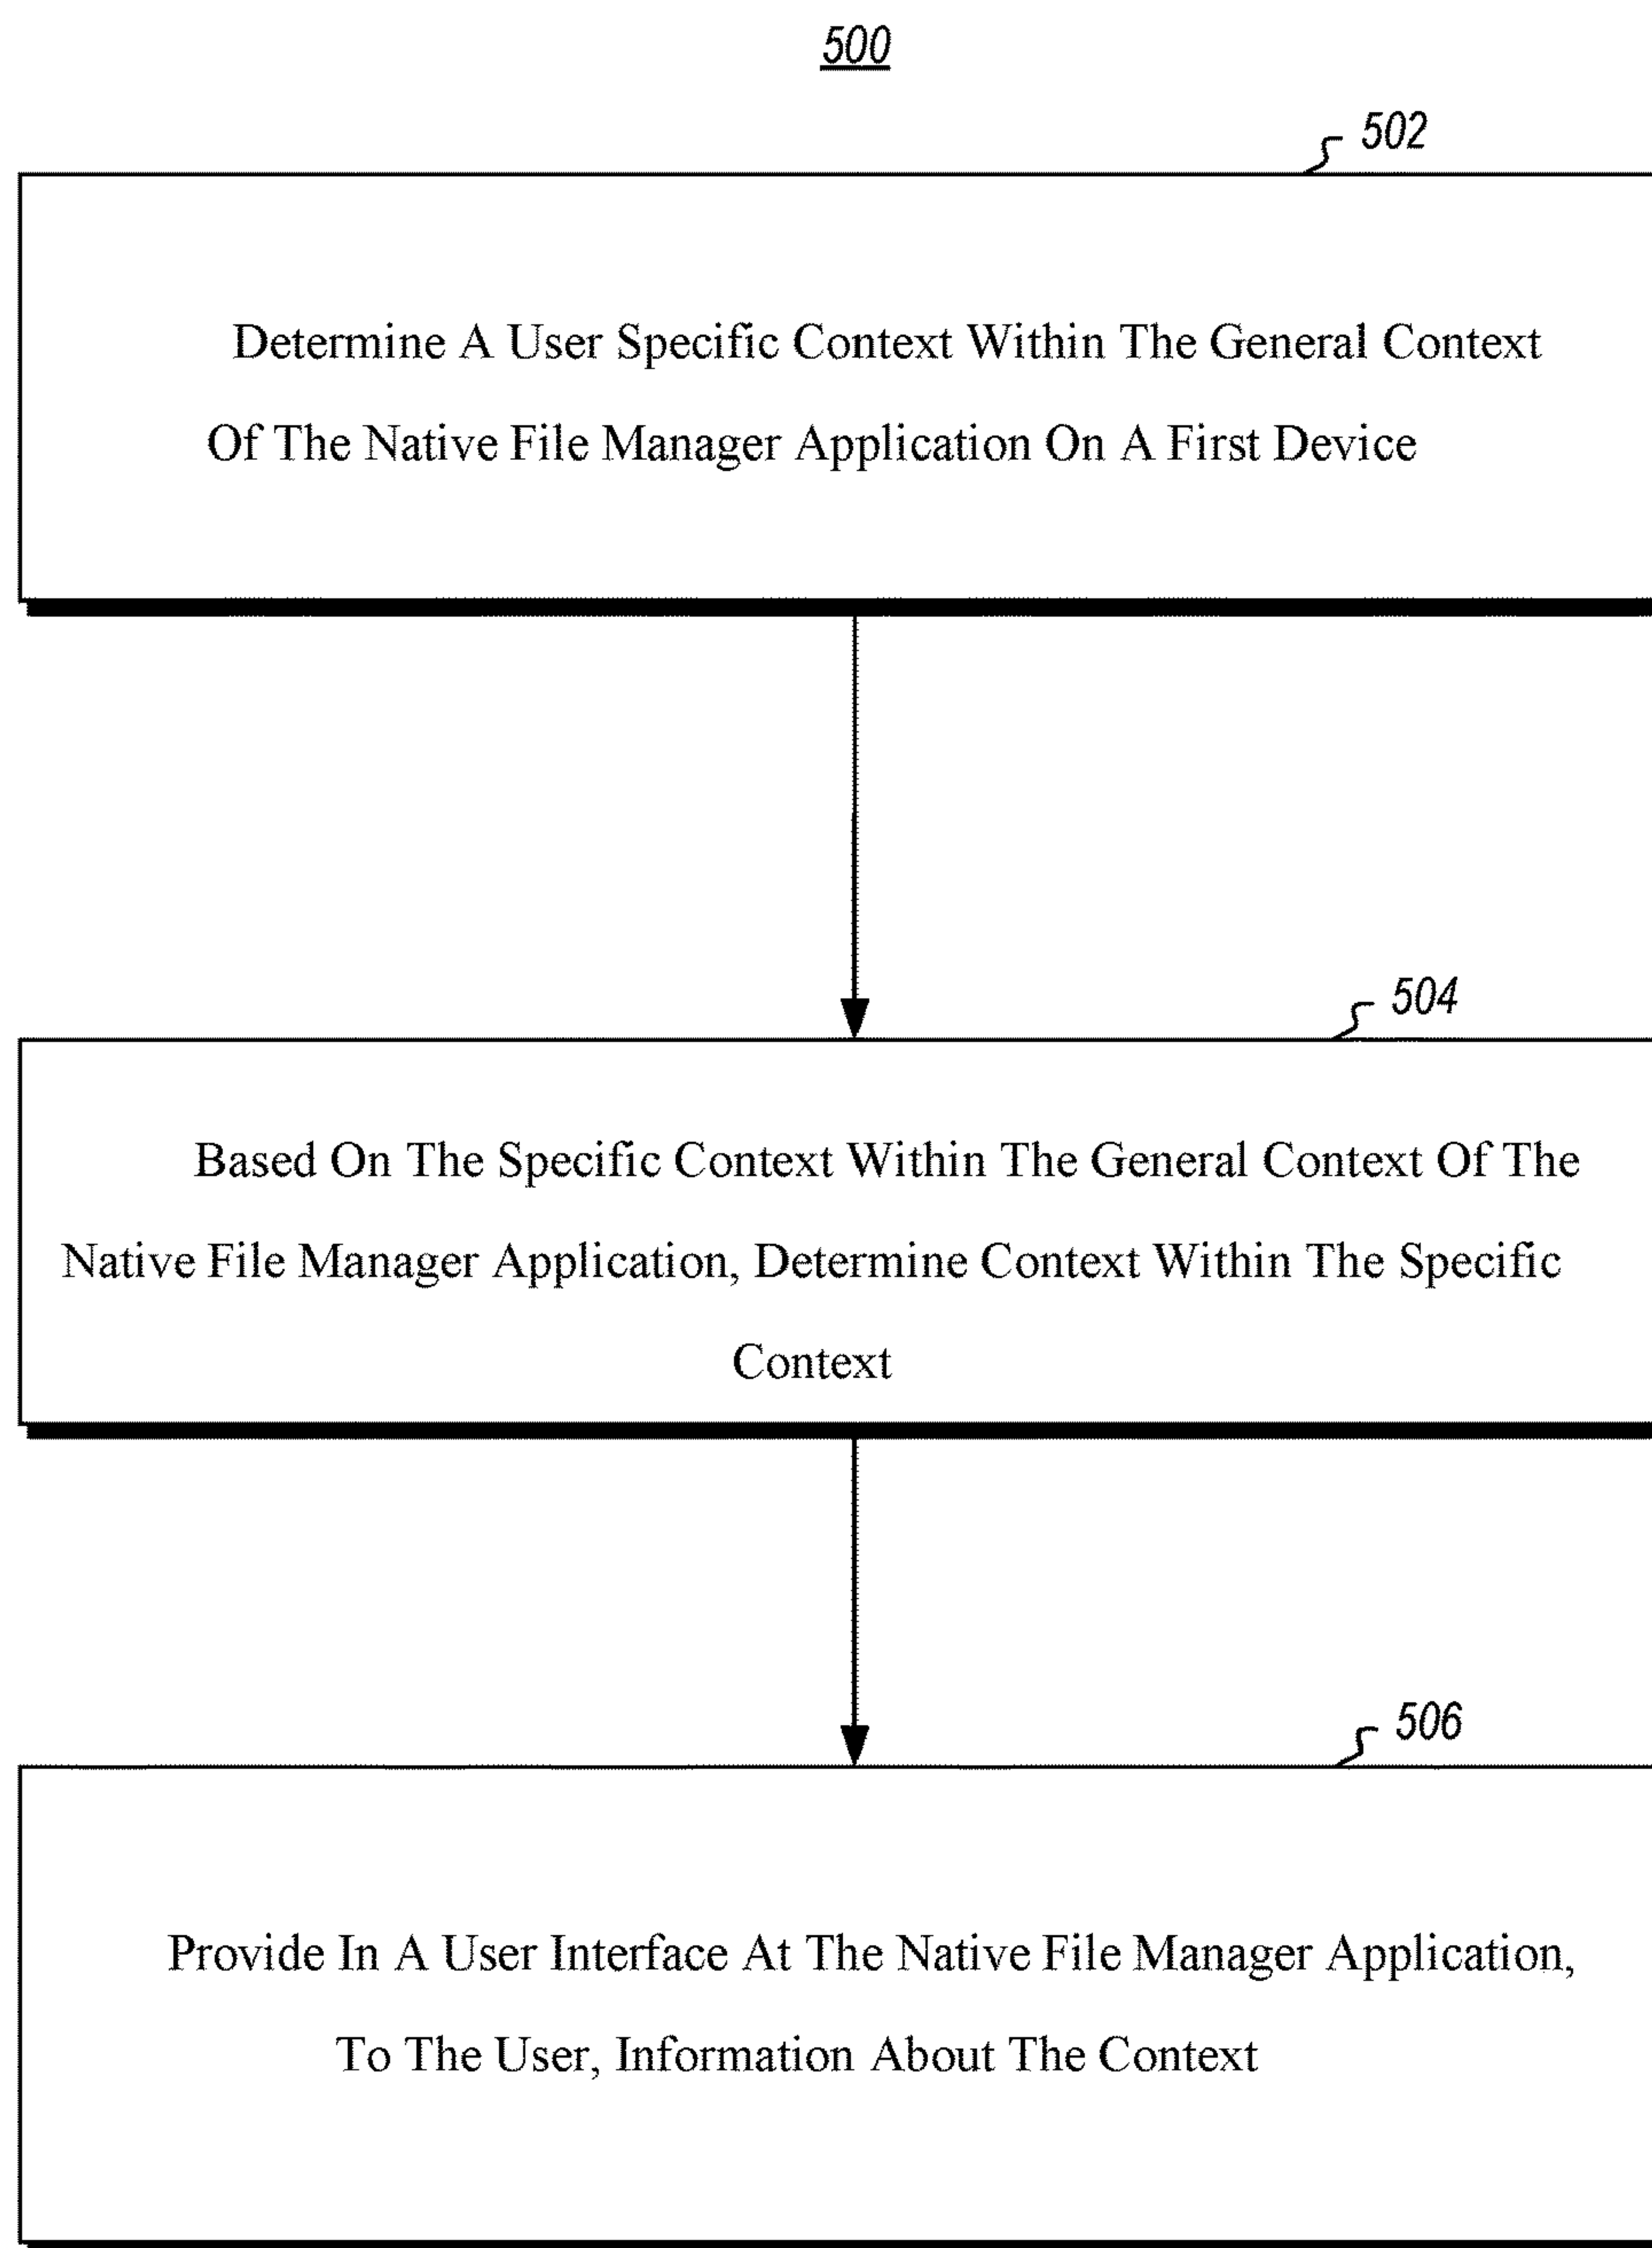 500
502
Determine A User Specific Context Within The General Context
Of The Native File Manager Application On A First Device
504
Based On The Specific Context Within The General Context Of The
Native File Manager Application, Determine Context Within The Specific
Context
506
Provide In A User Interface At The Native File Manager Application,
To The User, Information About The Context